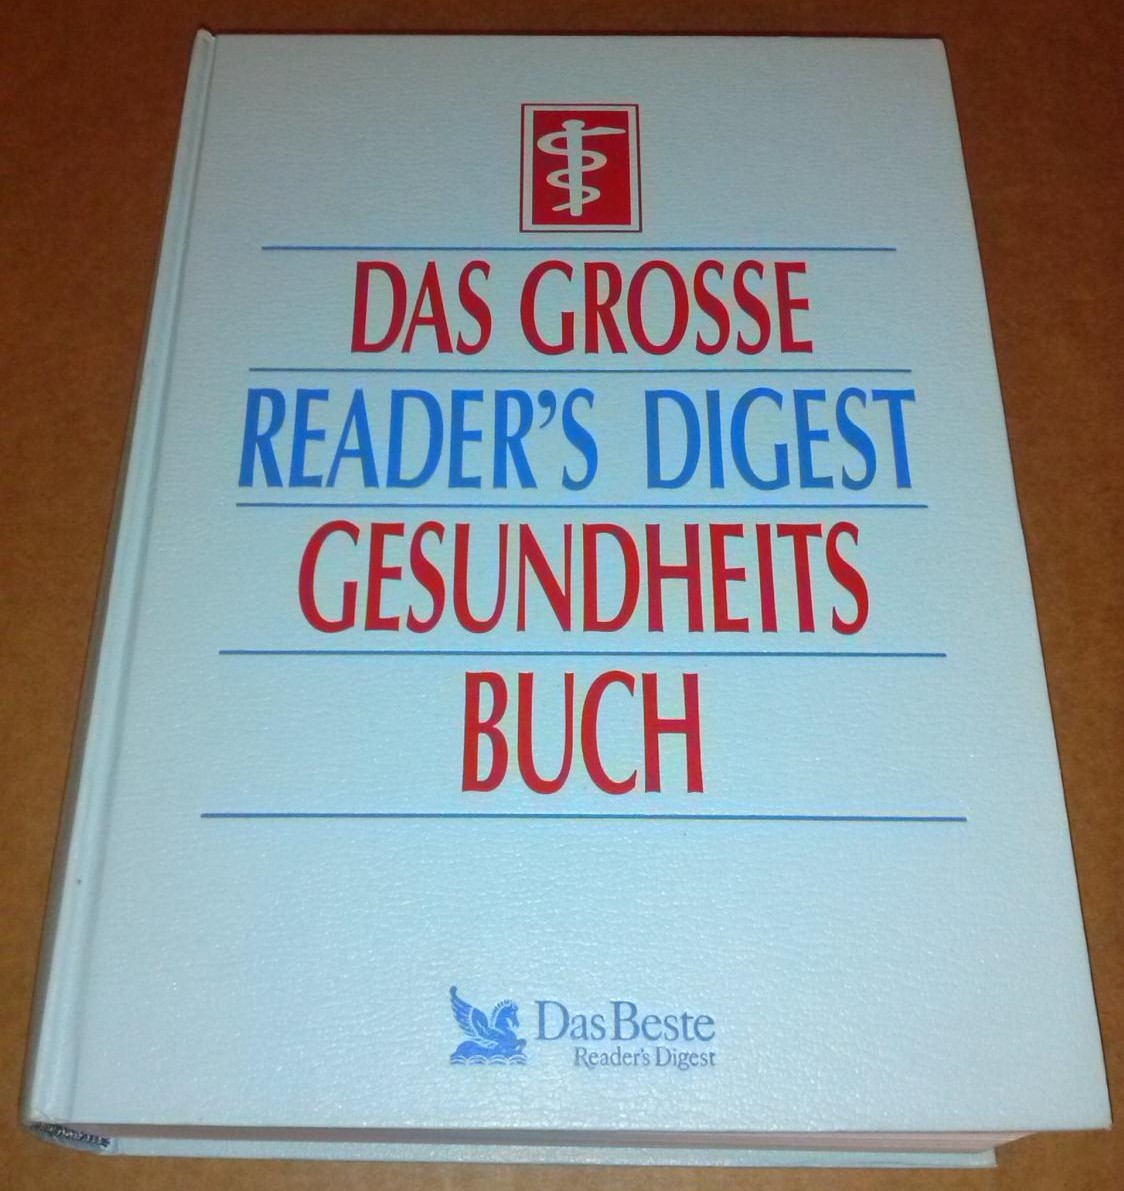 DAS GROSSE
READER'S DIGEST
GESUNDHEITS
BUCH
Das Beste
Reader's Digest